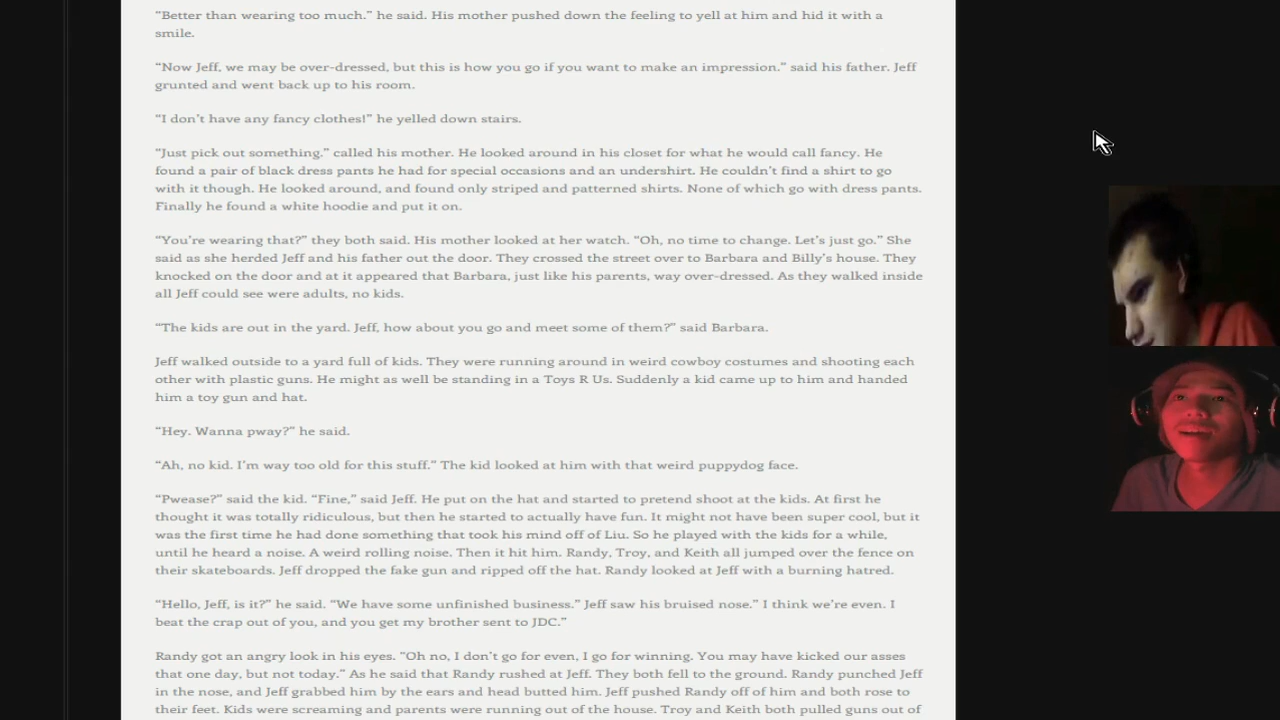 “Better than wearing too much.” he said. His mother pushed down the feeling to yell at him and hid it with a
smile.
“Now Jeff, we may be over-dressed, but this is how you go if you want to make an impression.” said his father. Jeff
grunted and went back up to his room.
“I don’t have any fancy clothes!” he yelled down stairs.
“Just pick out something.” called his mother. He looked around in his closet for what he would call fancy. He
found a pair of black dress pants he had for special occasions and an undershirt. He couldn’t find a shirt to go
with it though. He looked around, and found only striped and patterned shirts. None of which go with dress pants.
Finally he found a white hoodie and put it on.
“You’re wearing that?” they both said. His mother looked at her watch. “Oh, no time to change. Let’s just go.” She
said as she herded Jeff and his father out the door. They crossed the street over to Barbara and Billy’s house. They
knocked on the door and at it appeared that Barbara, just like his parents, way over-dressed. As they walked inside
all Jeff could see were adults, no kids.
“The kids are out in the yard. Jeff, how about you go and meet some of them?” said Barbara.
Jeff walked outside to a yard full of kids. They were running around in weird cowboy costumes and shooting each
other with plastic guns. He might as well be standing in a Toys R Us. Suddenly a kid came up to him and handed
him a toy gun and hat.
“Hey. Wanna pway?” he said.
“Ah, no kid. I’m way too old for this stuff.” The kid looked at him with that weird puppydog face.
“Pwease?” said the kid. “Fine,” said Jeff. He put on the hat and started to pretend shoot at the kids. At first he
thought it was totally ridiculous, but then he started to actually have fun. It might not have been super cool, but it
was the first time he had done something that took his mind off of Liu. So he played with the kids for a while,
until he heard a noise. A weird rolling noise. Then it hit him. Randy, Troy, and Keith all jumped over the fence on
their skateboards. Jeff dropped the fake gun and ripped off the hat. Randy looked at Jeff with a burning hatred.
“Hello, Jeff, is it?” he said. “We have some unfinished business.” Jeff saw his bruised nose.” I think we’re even. I
beat the crap out of you, and you get my brother sent to JDC.”
Randy got an angry look in his eyes. “Oh no, I don’t go for even, I go for winning. You may have kicked our asses
that one day, but not today.” As he said that Randy rushed at Jeff. They both fell to the ground. Randy punched Jeff
in the nose, and Jeff grabbed him by the ears and head butted him. Jeff pushed Randy off of him and both rose to
their feet. Kids were screaming and parents were running out of the house. Troy and Keith both pulled guns out of